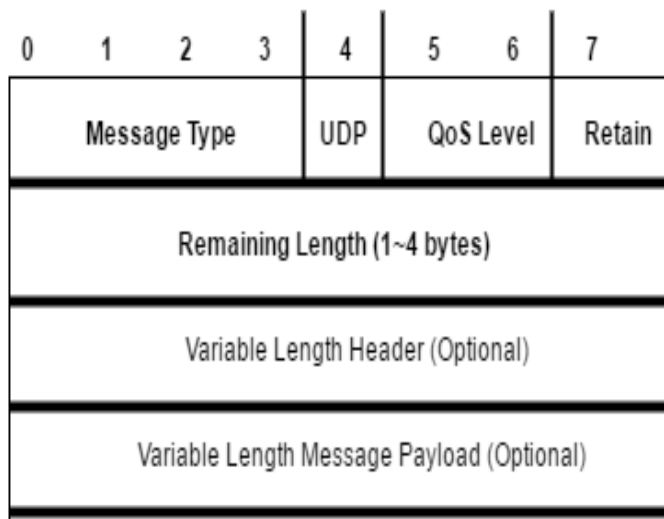 0 1 2 3 4 5 6 7
Message Type UDP QoS Level Retain
Remaining Length (1~4 bytes)
Variable Length Header (Optional)
Variable Length Message Payload (Optional)